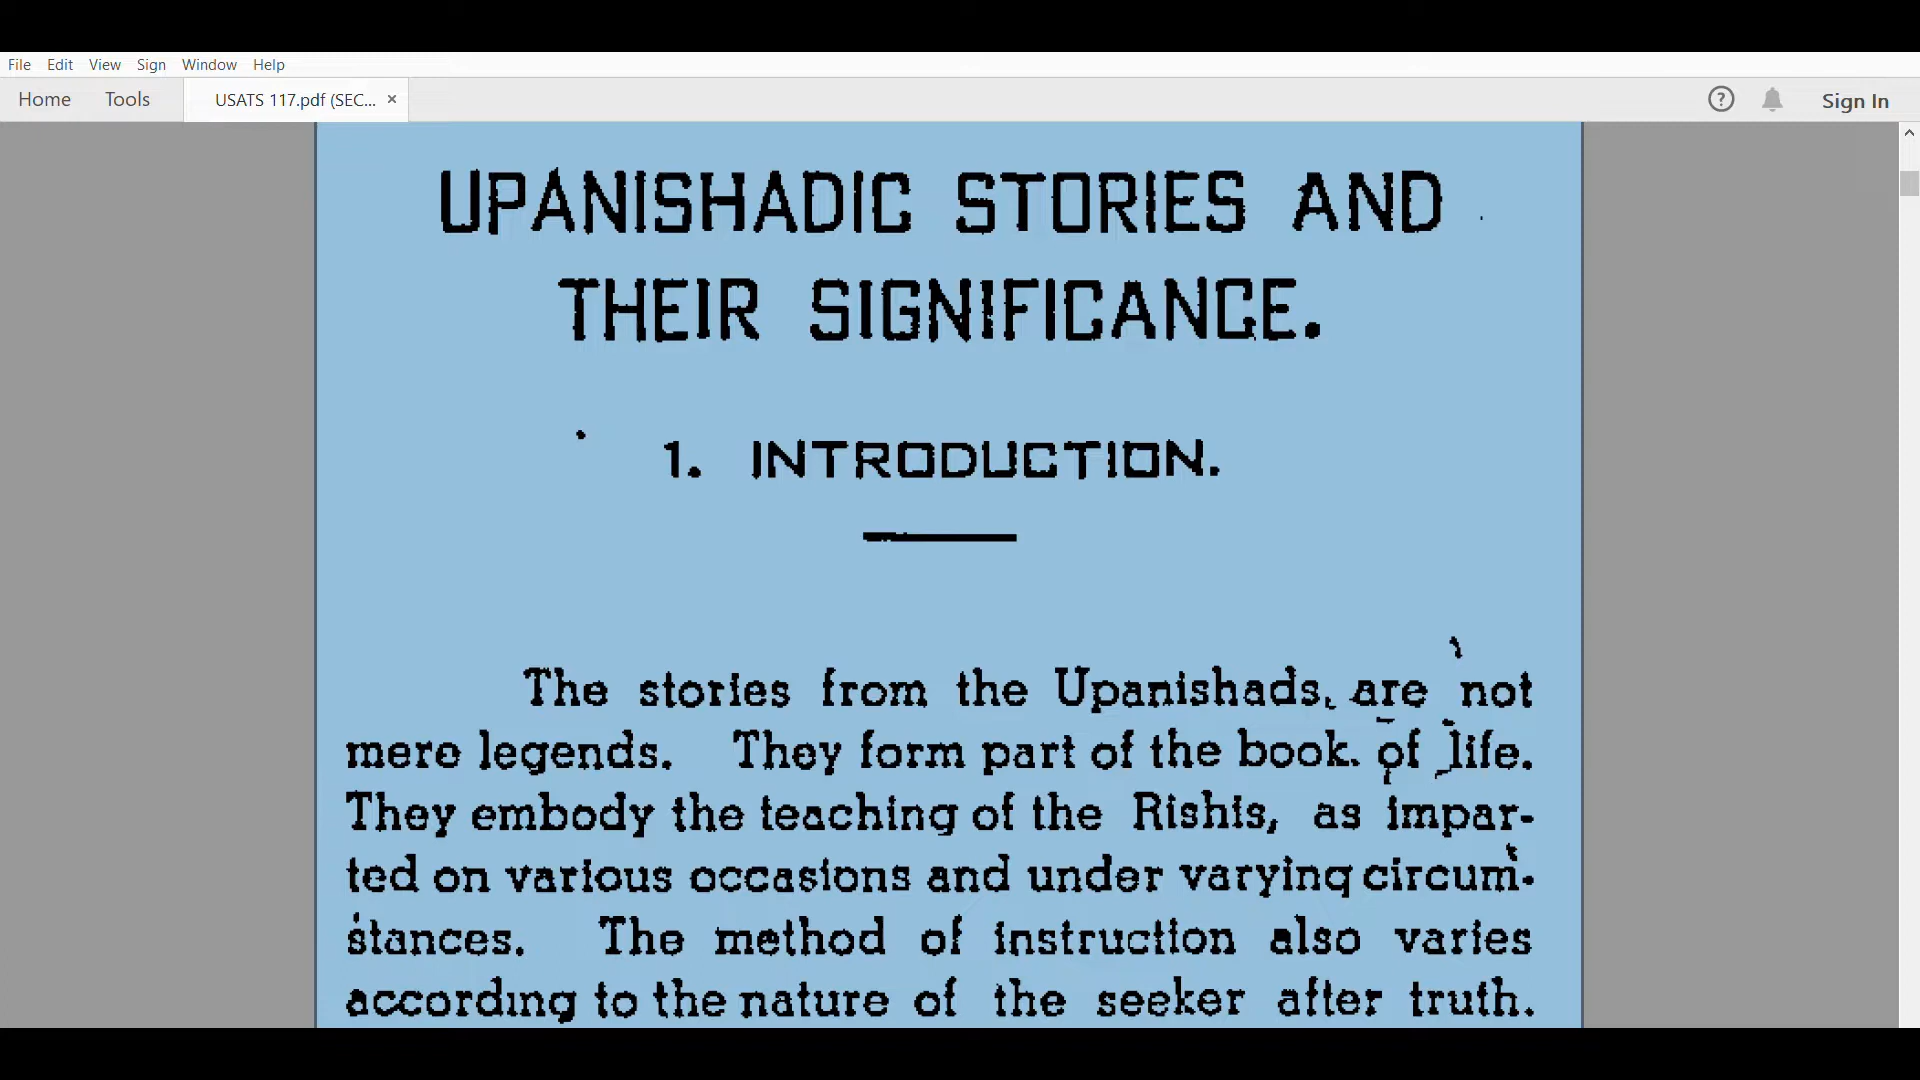 File Edit View Sign Window Help
Home Tools USATS 117.pdf (SEC... × ? Sign In
UPANISHADIC STORIES AND
THEIR SIGNIFICANCE.
1. INTRODUCTION.
The stories from the Upanishads, are not
mere legends. They form part of the book of life.
They embody the teaching of the Rishis, as impar-
ted on various occasions and under varying circum-
stances. The method of instruction also varies
according to the nature of the seeker after truth.